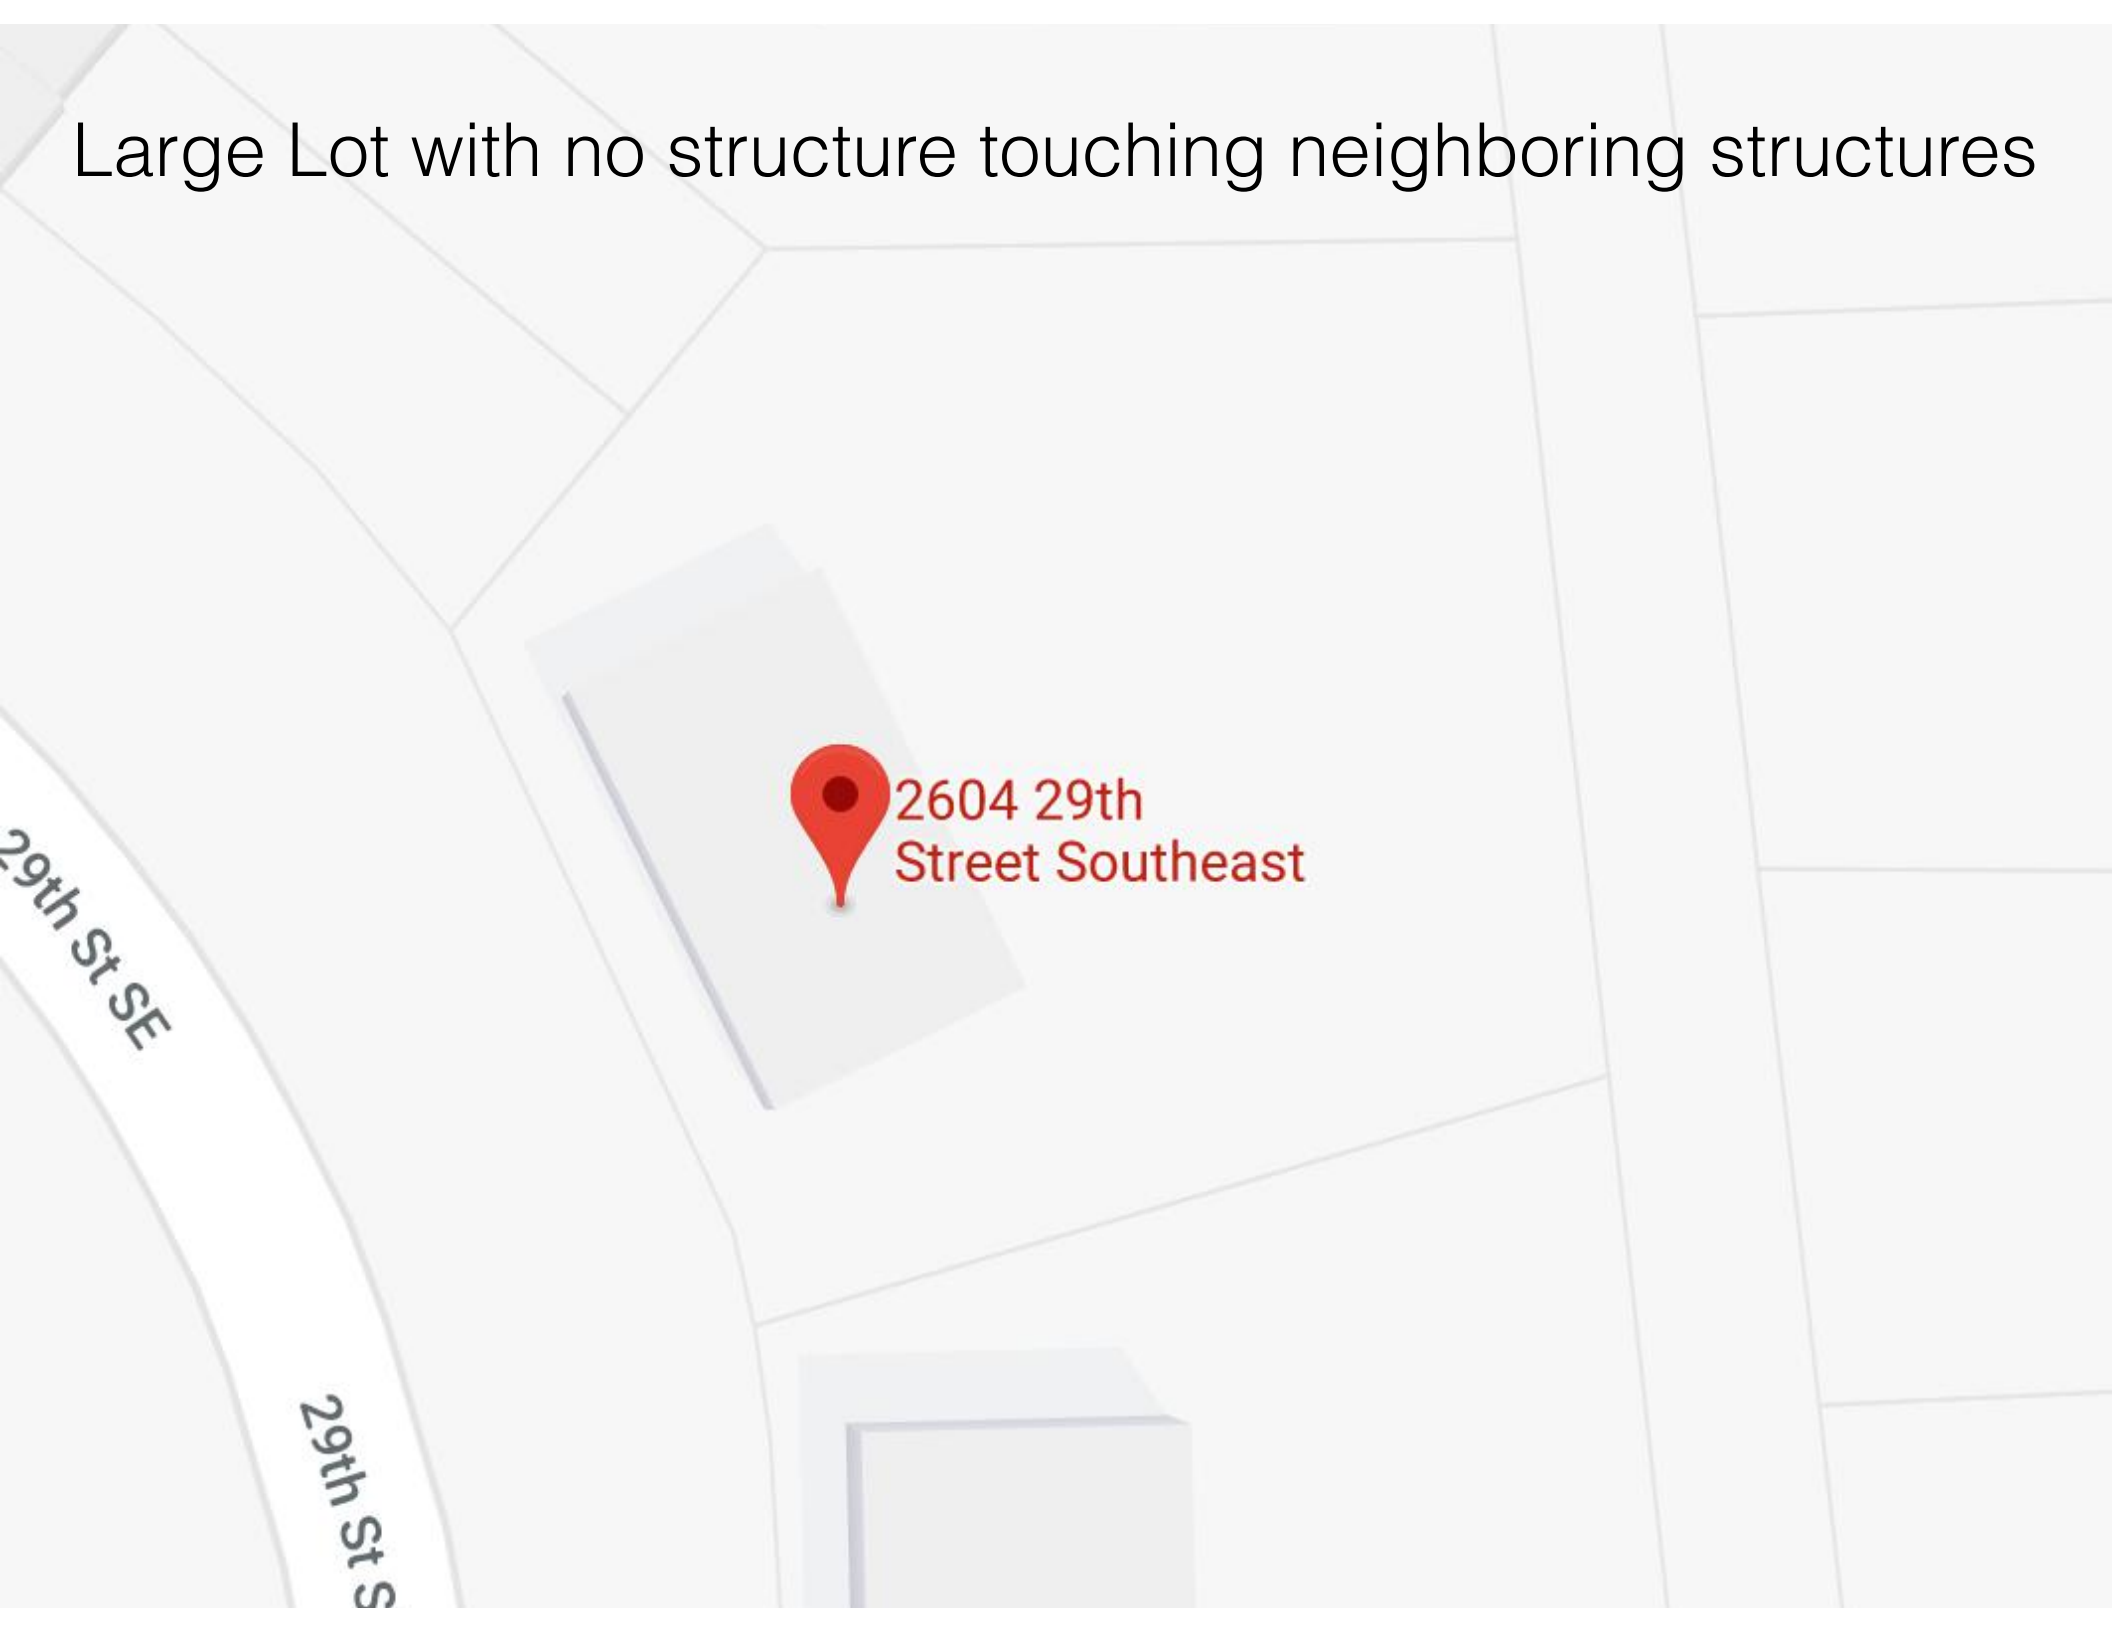 Large Lot with no structure touching neighboring structures
2604 29th
Street Southeast
29th St SE
29th St S